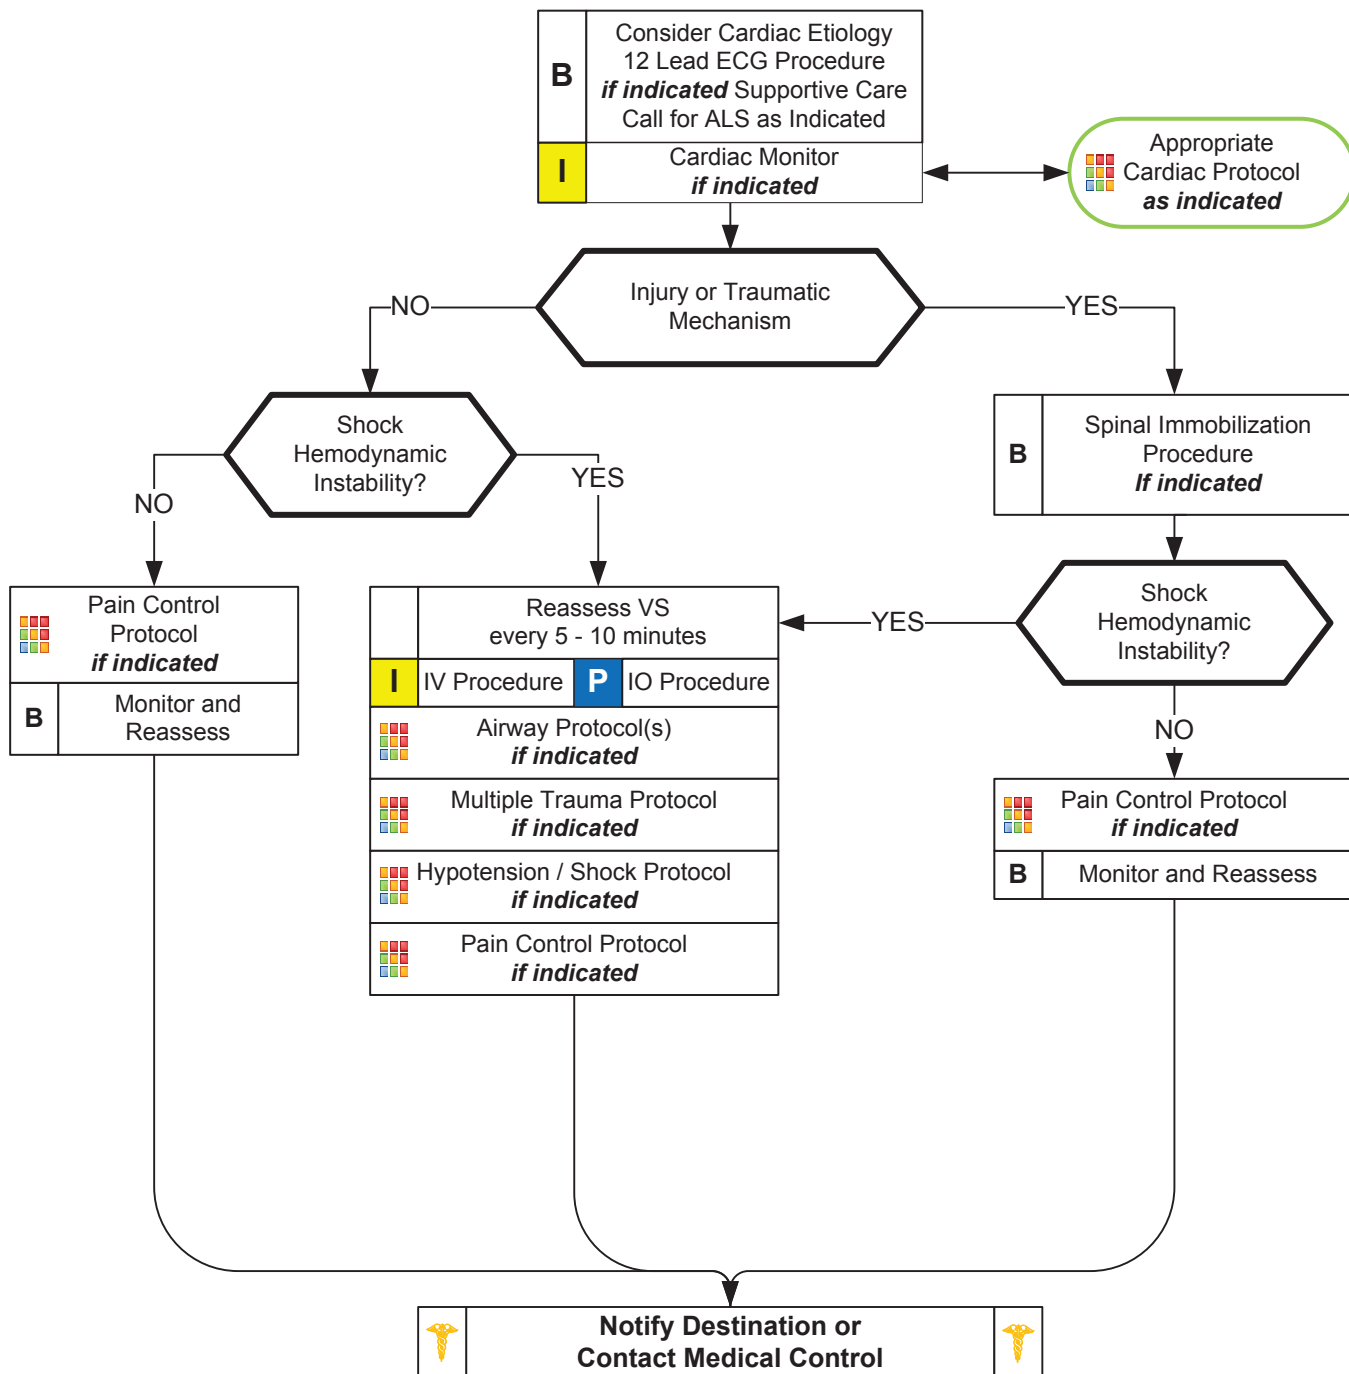 B
Consider Cardiac Etiology
12 Lead ECG Procedure
if indicated Supportive Care
Call for ALS as Indicated
I
Cardiac Monitor
if indicated
Appropriate
Cardiac Protocol
as indicated
Injury or Traumatic
Mechanism
NO
YES
Shock
Hemodynamic
Instability?
NO
YES
B
Spinal Immobilization
Procedure
If indicated
Pain Control
Protocol
if indicated
B
Monitor and
Reassess
Reassess VS
every 5 - 10 minutes
I
IV Procedure
P
IO Procedure
Airway Protocol(s)
if indicated
Multiple Trauma Protocol
if indicated
Hypotension / Shock Protocol
if indicated
Pain Control Protocol
if indicated
YES
Shock
Hemodynamic
Instability?
NO
Pain Control Protocol
if indicated
B
Monitor and Reassess
Notify Destination or
Contact Medical Control